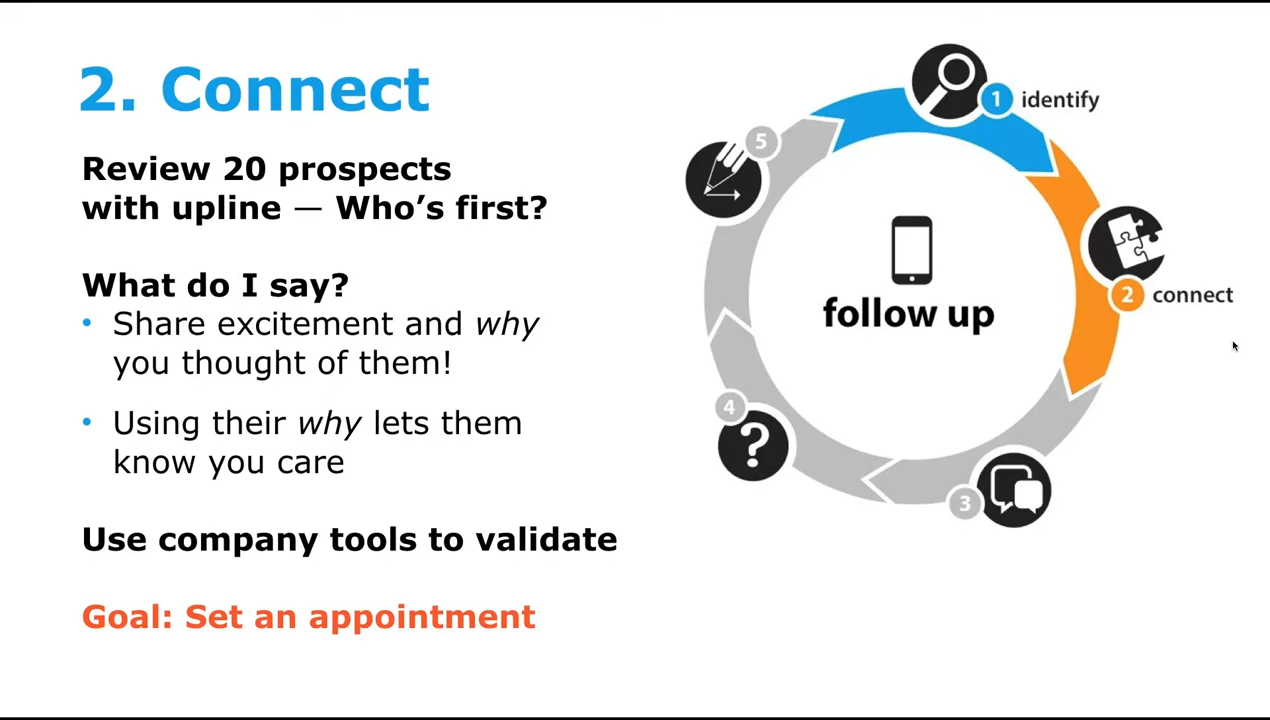 2. Connect
Review 20 prospects
with upline — Who's first?
What do I say?
• Share excitement and why
you thought of them!
• Using their why lets them
know you care
Use company tools to validate
Goal: Set an appointment
1 identify
2 connect
3
4
?
5
follow up